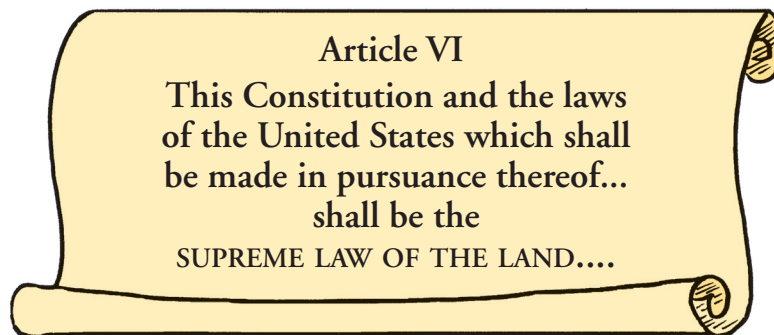 Article VI
This Constitution and the laws
of the United States which shall
be made in pursuance thereof...
shall be the
SUPREME LAW OF THE LAND....